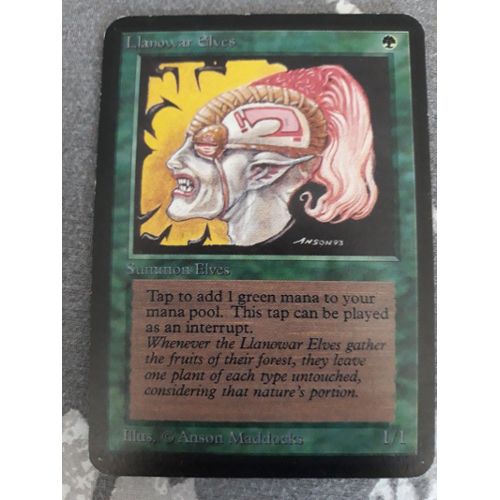 Llanowar Elves
ANSON 93
Summon Elves
Tap to add 1 green mana to your
mana pool. This tap can be played
as an interrupt.
Whenever the Llanowar Elves gather
the fruits of their forest, they leave
one plant of each type untouched,
considering that nature's portion.
Illus. © Anson Maddocks
1/1